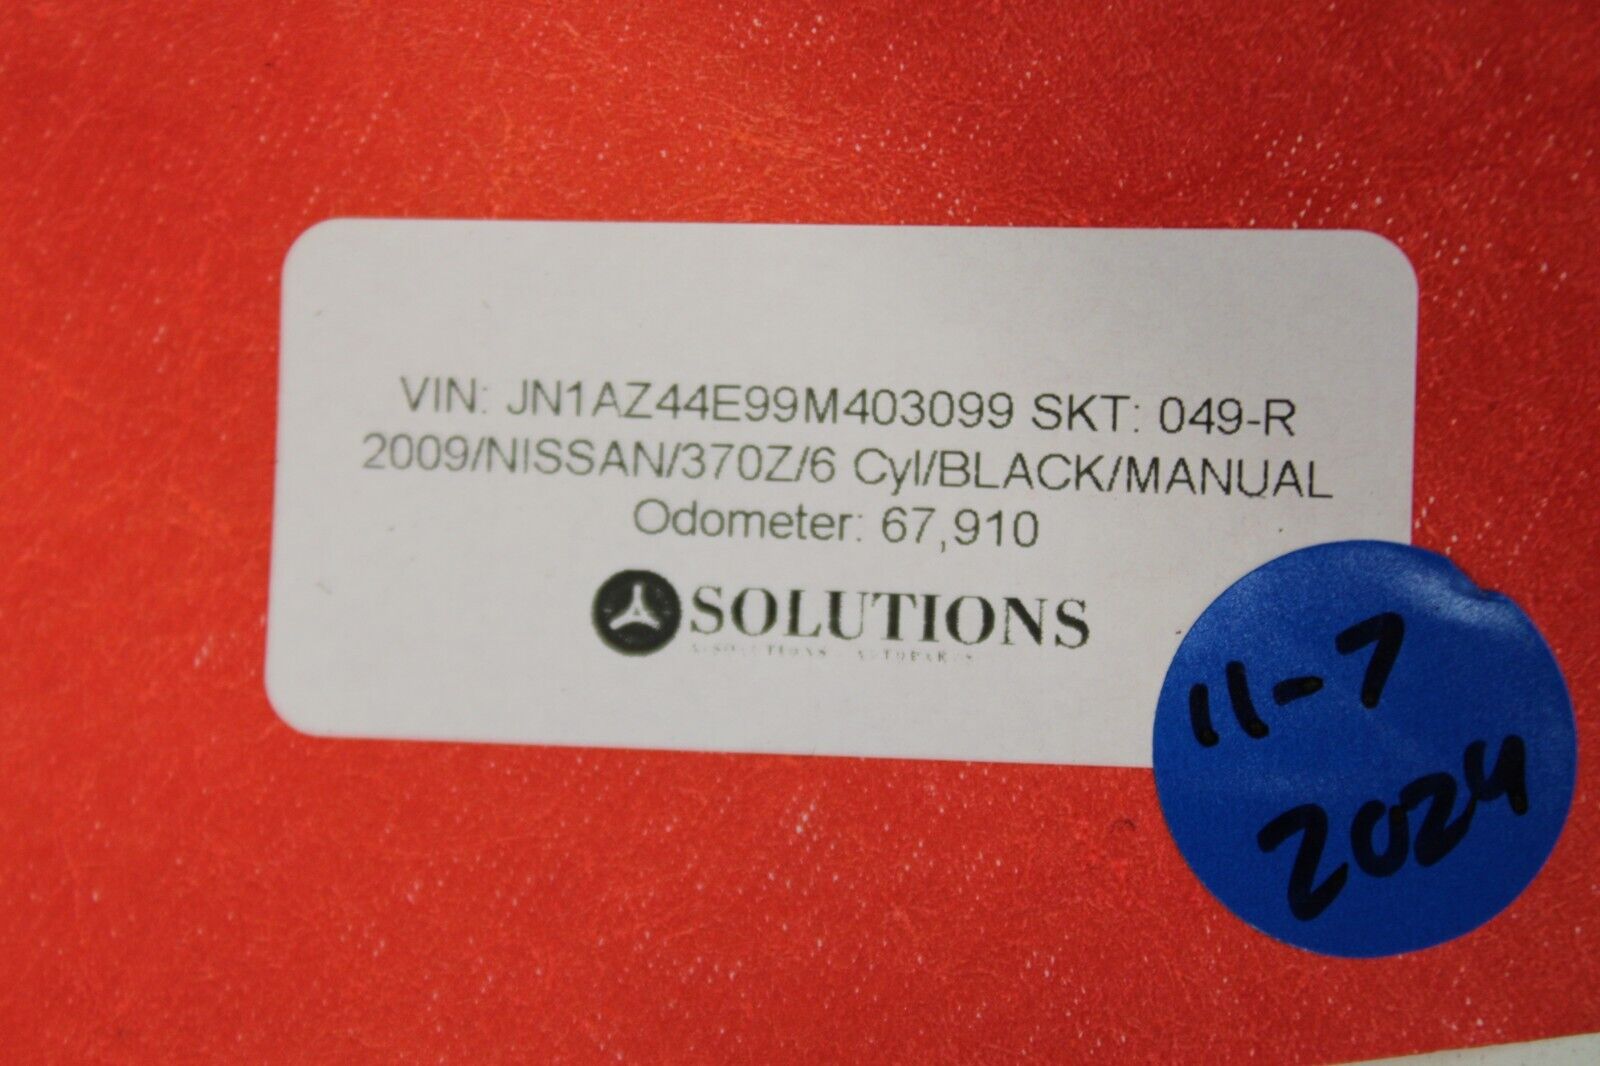 VIN: JN1AZ44E99M403099 SKT: 049-R
2009/NISSAN/370Z/6 Cyl/BLACK/MANUAL
Odometer: 67,910
SOLUTIONS
11-7
2024